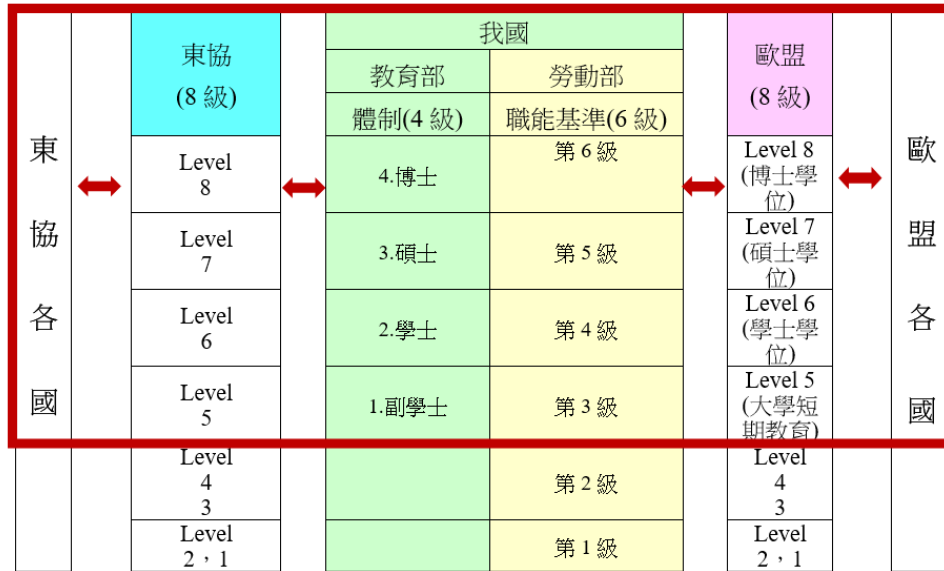 東協各國
東協
(8 級)
我國
教育部
勞動部
體制(4 級)
職能基準(6 級)
歐盟
(8 級)
歐盟各國
Level
8
4.博士
第 6 級
Level 8
(博士學
位)
Level
7
3.碩士
第 5 級
Level 7
(碩士學
位)
Level
6
2.學士
第 4 級
Level 6
(學士學
位)
Level
5
1.副學士
第 3 級
Level 5
(大學短
期教育)
Level
4
3
第 2 級
Level
4
3
Level
2，1
第 1 級
Level
2，1